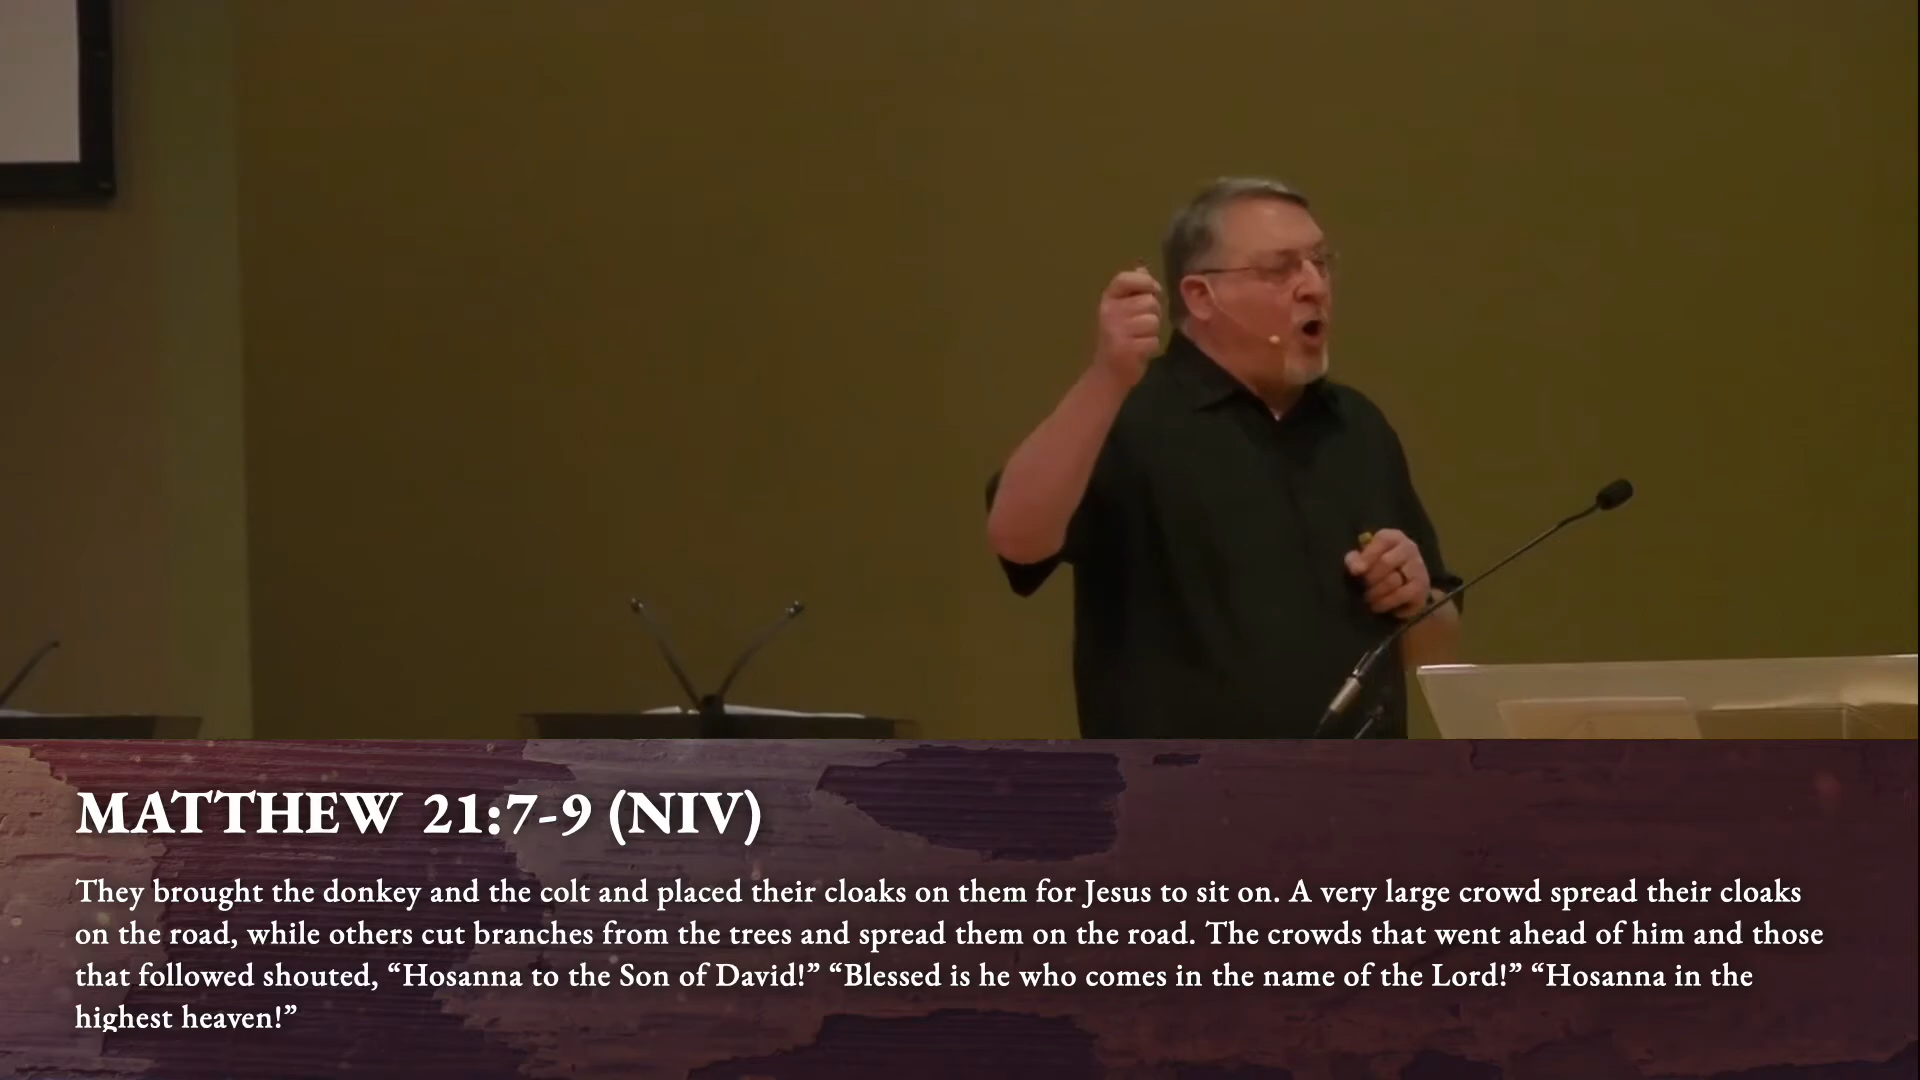 MATTHEW 21:7-9 (NIV)
They brought the donkey and the colt and placed their cloaks on them for Jesus to sit on. A very large crowd spread their cloaks
on the road, while others cut branches from the trees and spread them on the road. The crowds that went ahead of him and those
that followed shouted, “Hosanna to the Son of David!” “Blessed is he who comes in the name of the Lord!” “Hosanna in the
highest heaven!”